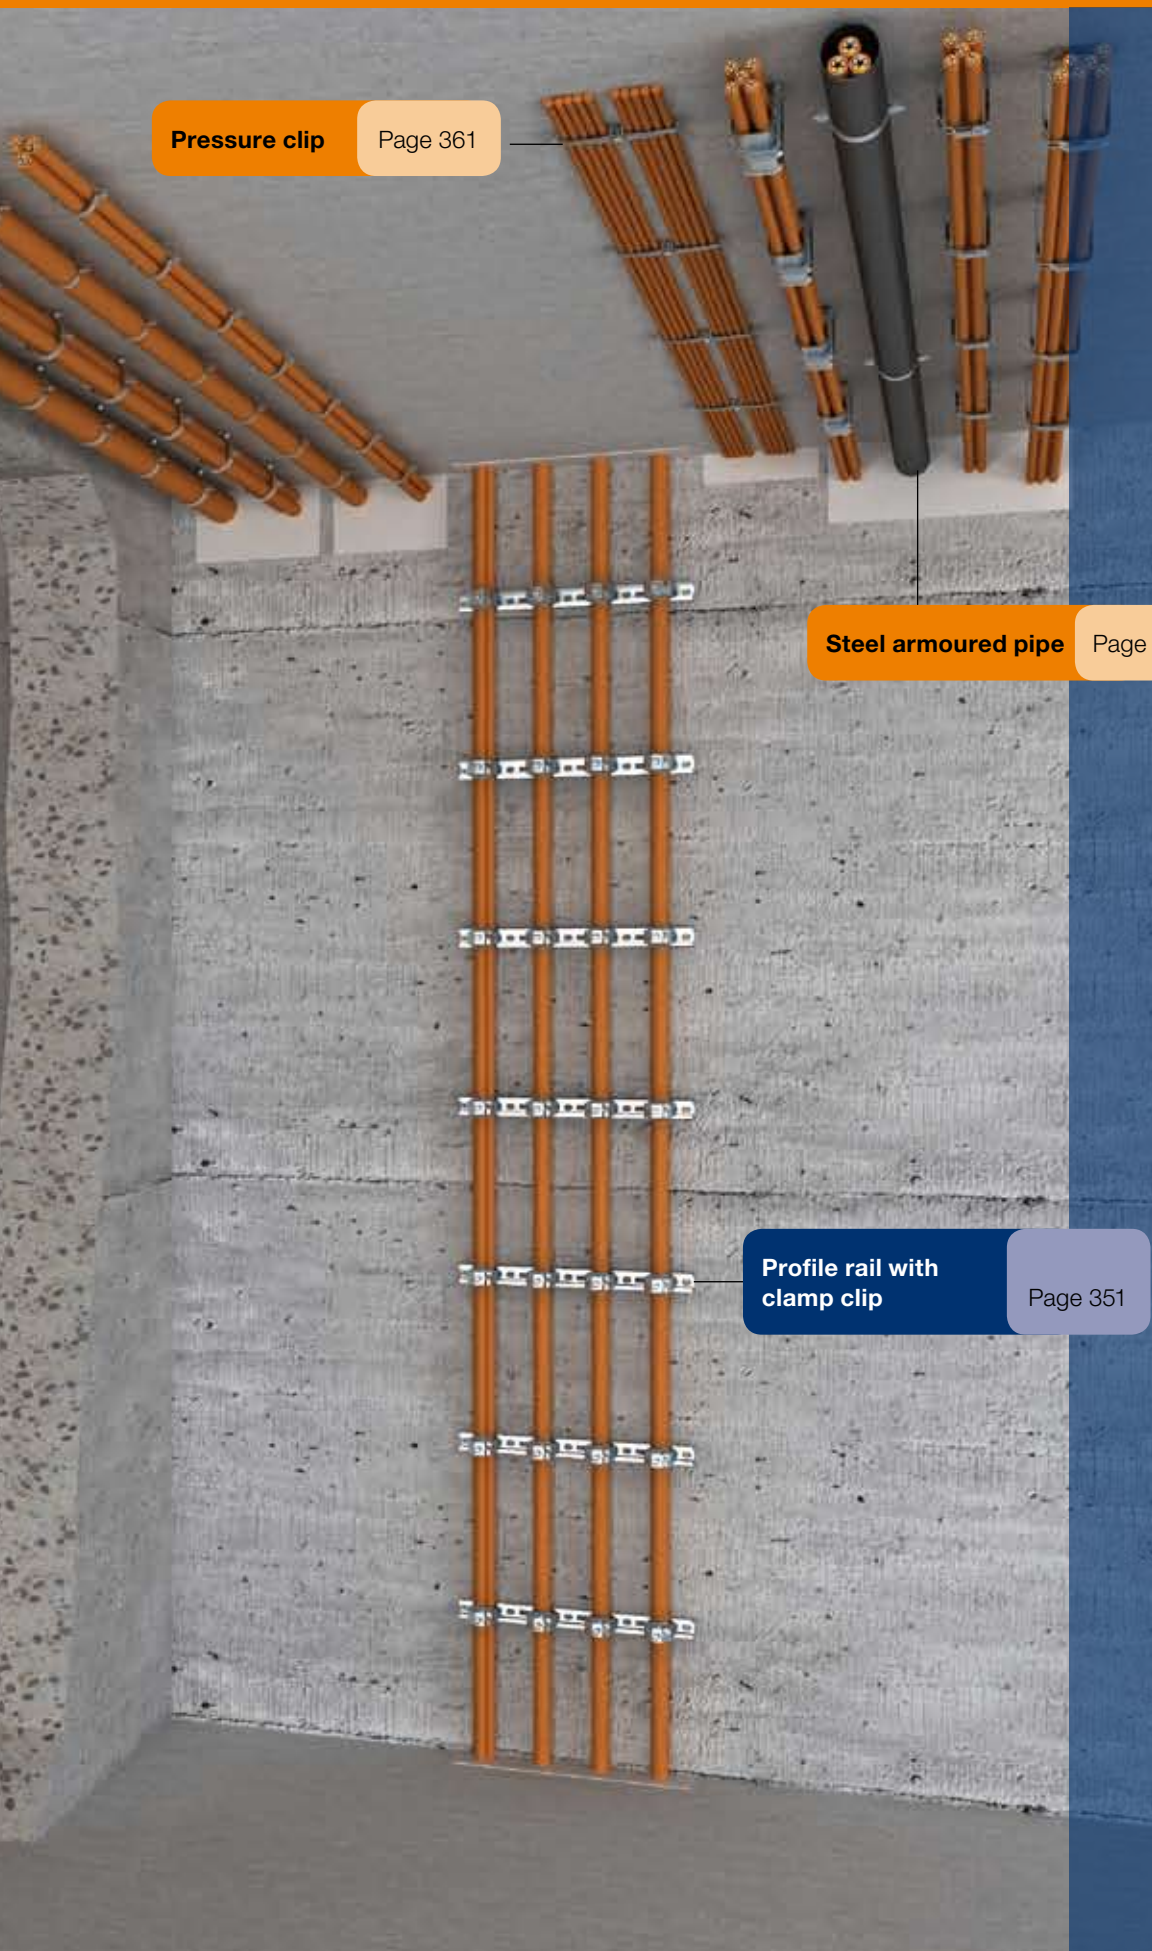 Pressure clip Page 361
Steel armoured pipe Page
Profile rail with
clamp clip Page 351